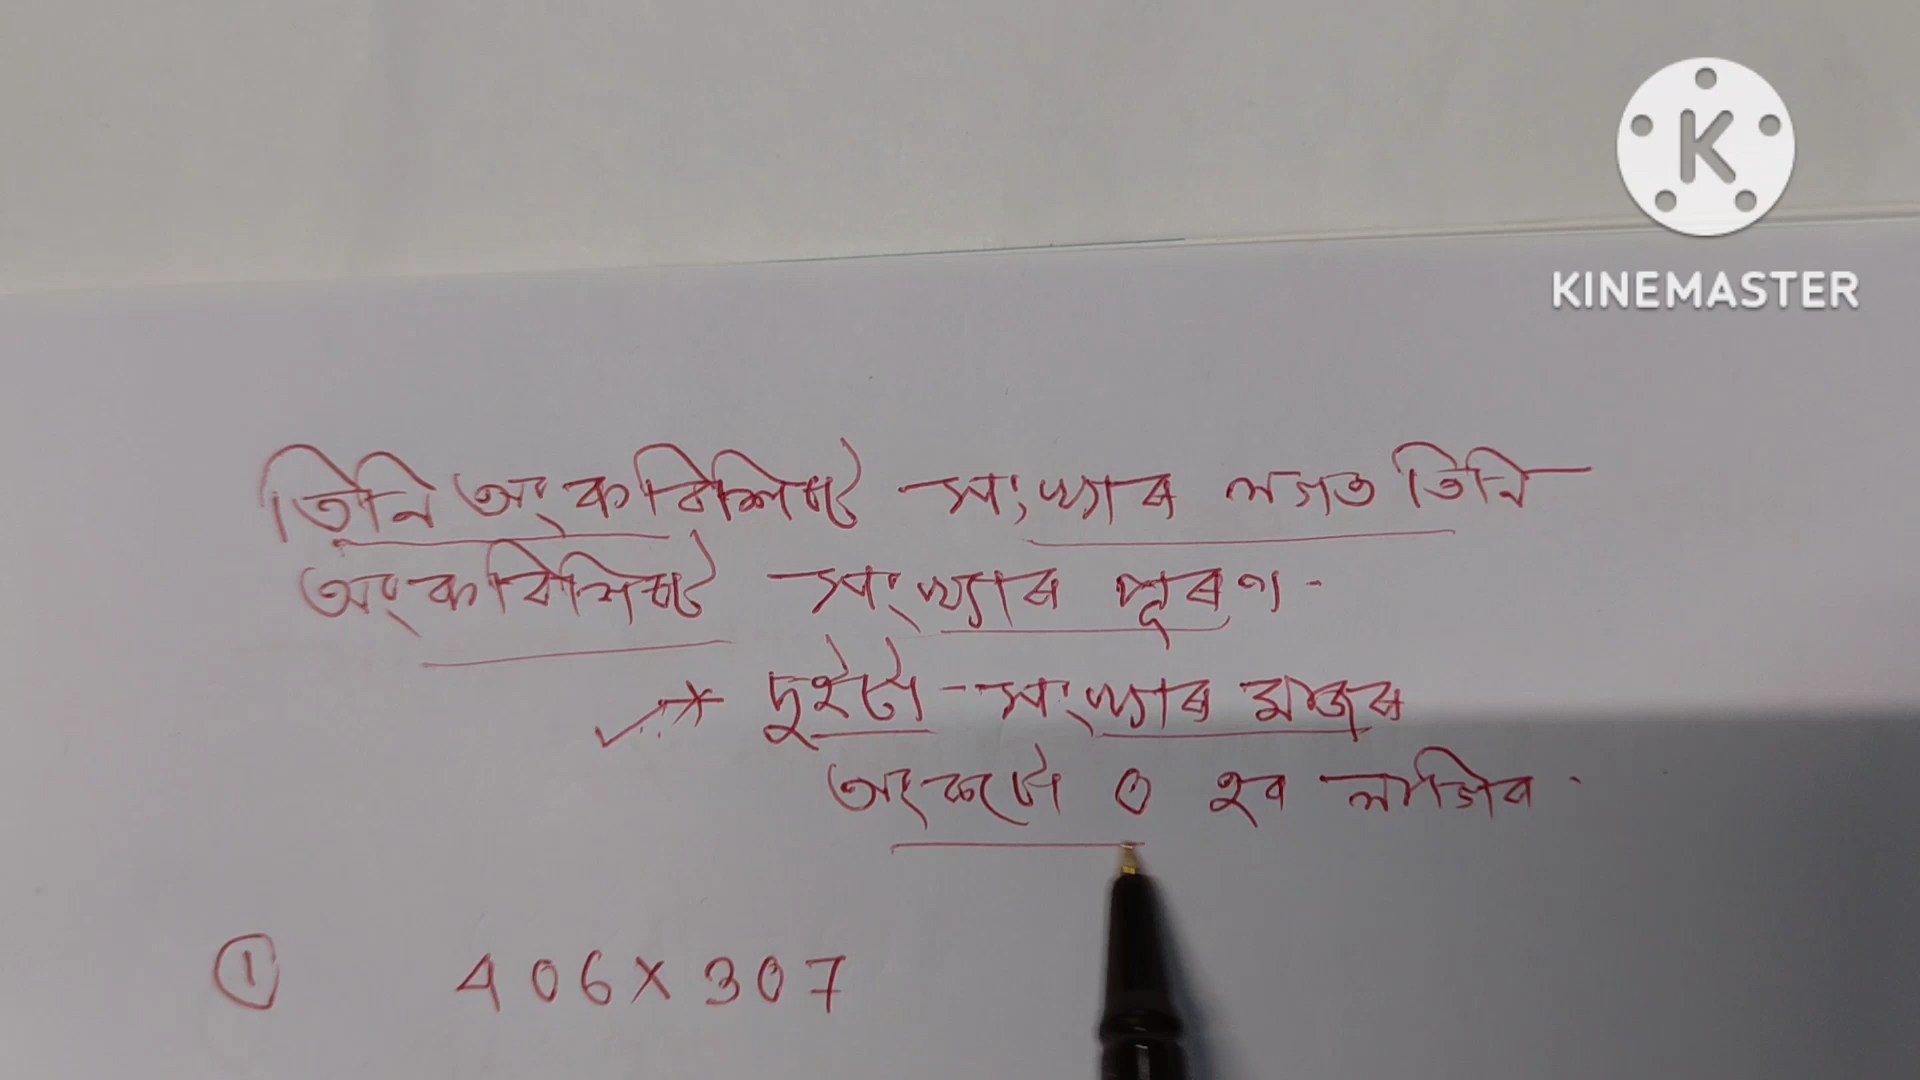 KINEMASTER
তিনি অংকবিশিষ্ট সংখ্যাৰ লগত তিনি
অংকবিশিষ্ট সংখ্যাৰ পূৰণ -
* দুইটা সংখ্যাৰ মাজৰ
অংকটো 0 হব লাগিব .
① 406 × 307